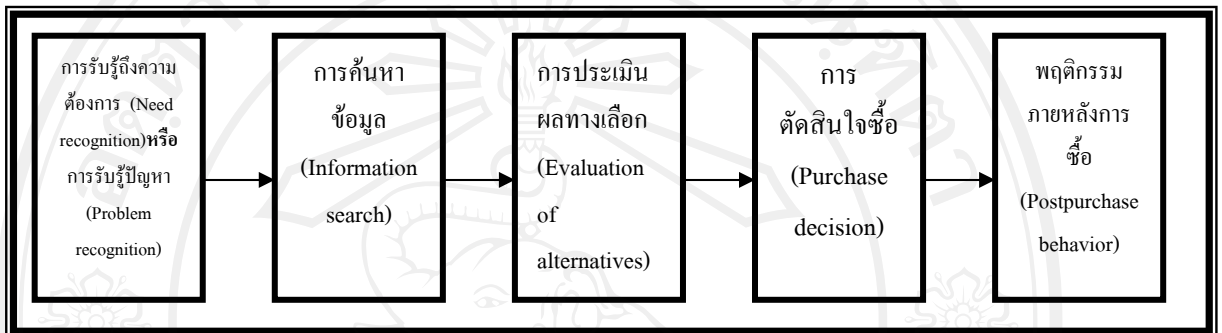 การรับรู้ถึงความ
ต้องการ (Need
recognition)หรือ
การรับรู้ปัญหา
(Problem
recognition)
การค้นหา
ข้อมูล
(Information
search)
การประเมิน
ผลทางเลือก
(Evaluation
of
alternatives)
การ
ตัดสินใจซื้อ
(Purchase
decision)
พฤติกรรม
ภายหลังการ
ซื้อ
(Postpurchase
behavior)